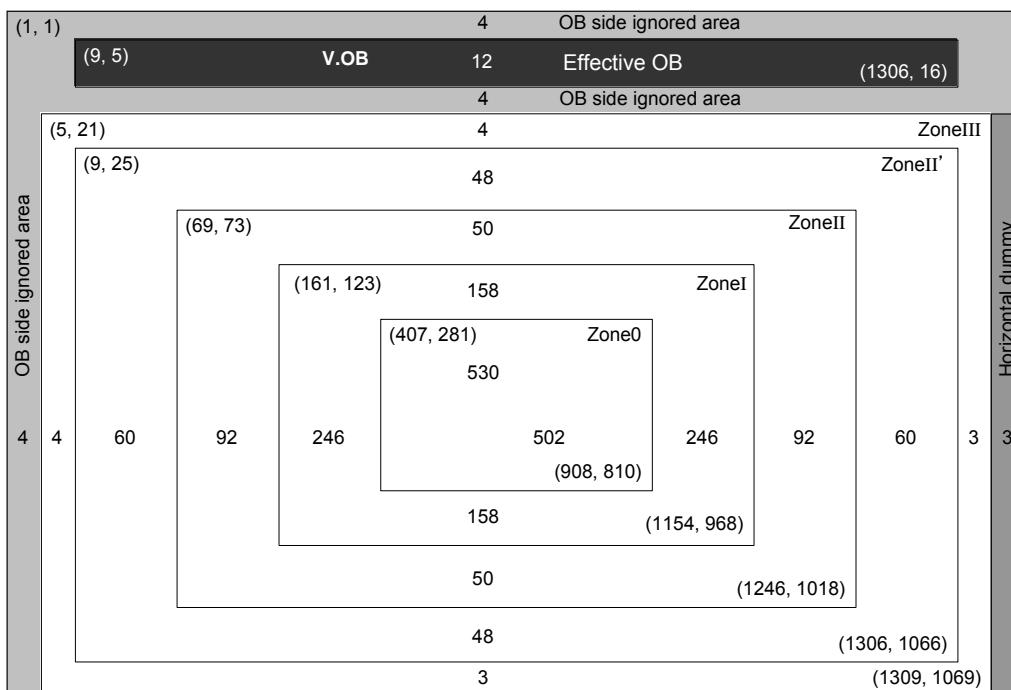 (1, 1) 4 OB side ignored area
(9, 5) V.OB 12 Effective OB (1306, 16)
4 OB side ignored area
(5, 21) 4 ZoneIII
(9, 25) 48 ZoneII'
(69, 73) 50 ZoneII
(161, 123) 158 ZoneI
(407, 281) Zone0
530
OB side ignored area
Horizontal dummy
4 4 60 92 246 502 246 92 60 3 3
(908, 810)
158 (1154, 968)
50 (1246, 1018)
48 (1306, 1066)
3 (1309, 1069)